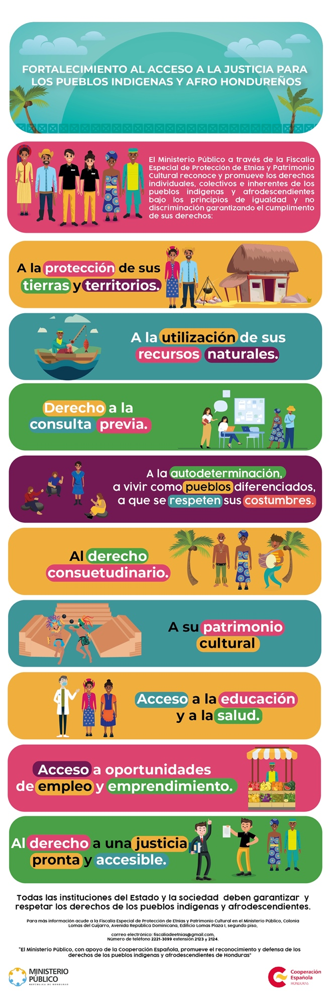 FORTALECIMIENTO AL ACCESO A LA JUSTICIA PARA
LOS PUEBLOS INDIGENAS Y AFRO HONDUREÑOS
El Ministerio Público a través de la Fiscalía
Especial de Protección de Etnias y Patrimonio
Cultural reconoce y promueve los derechos
individuales, colectivos e inherentes de los
pueblos indígenas y afrodescendientes
bajo los principios de igualdad y no
discriminación garantizando el cumplimento
de sus derechos:
A la protección de sus
tierras y territorios.
A la utilización de sus
recursos naturales.
Derecho a la
consulta previa.
A la autodeterminación,
a vivir como pueblos diferenciados,
a que se respeten sus costumbres.
Al derecho
consuetudinario.
A su patrimonio
cultural
Acceso a la educación
y a la salud.
Acceso a oportunidades
de empleo y emprendimiento.
Al derecho a una justicia
pronta y accesible.
Todas las instituciones del Estado y la sociedad deben garantizar y
respetar los derechos de los pueblos indígenas y afrodescendientes.
Para más información acude a la Fiscalía Especial de Protección de Etnias y Patrimonio Cultural en el Ministerio Público, Colonia
Lomas del Guijarro, Avenida República Dominicana, Edificio Lomas Plaza I, segundo piso,
correo electrónico: fiscaliadeetnias@gmail.com,
Número de teléfono 2221-3099 extensión 2123 y 2124.
"El Ministerio Público, con apoyo de la Cooperación Española, promueve el reconocimiento y defensa de los
derechos de los pueblos indígenas y afrodescendientes de Honduras"
MINISTERIO
PÚBLICO
REPÚBLICA DE HONDURAS
Cooperación
Española
HONDURAS